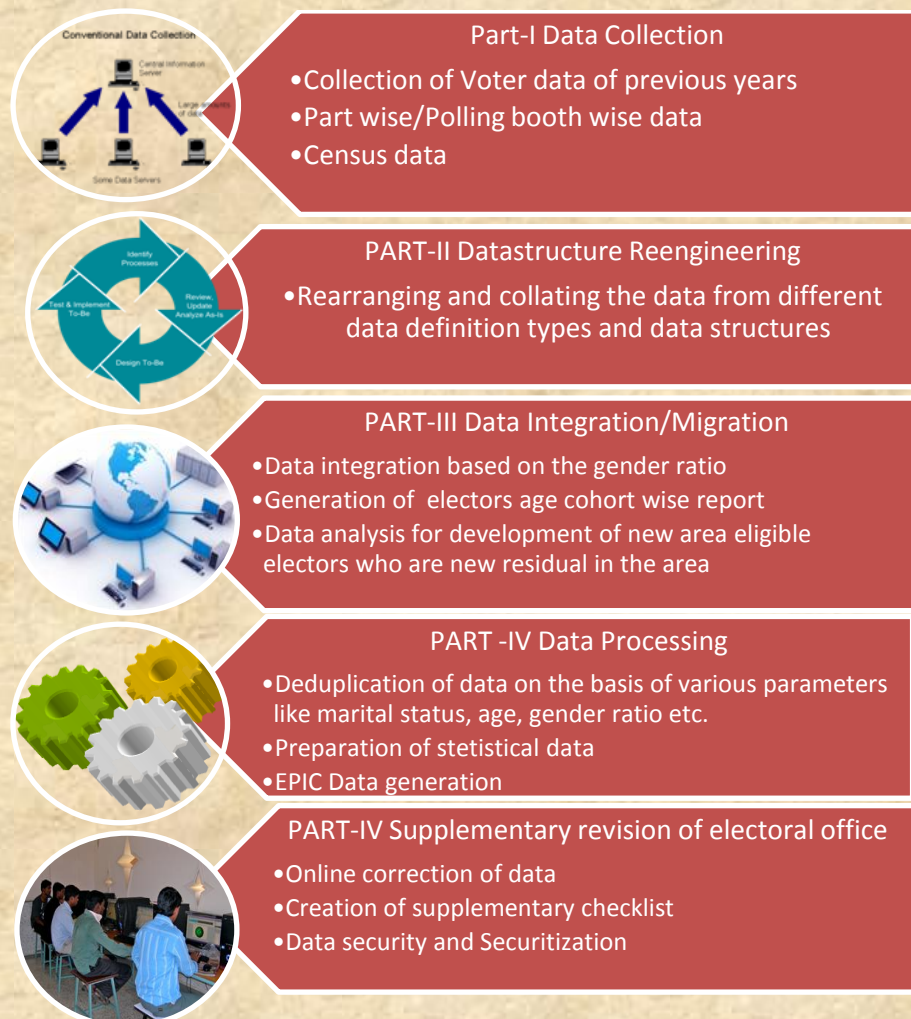 Conventional Data Collection
Central Information
Server
Large amounts
of data
Some Data Servers
Part-I Data Collection
•Collection of Voter data of previous years
•Part wise/Polling booth wise data
•Census data
Identify
Processes
Review,
Update
Analyze As-Is
Design To-Be
Test & Implement
To-Be
PART-II Datastructure Reengineering
•Rearranging and collating the data from different
data definition types and data structures
PART-III Data Integration/Migration
•Data integration based on the gender ratio
•Generation of electors age cohort wise report
•Data analysis for development of new area eligible
electors who are new residual in the area
PART -IV Data Processing
•Deduplication of data on the basis of various parameters
like marital status, age, gender ratio etc.
•Preparation of stetistical data
•EPIC Data generation
PART-IV Supplementary revision of electoral office
•Online correction of data
•Creation of supplementary checklist
•Data security and Securitization